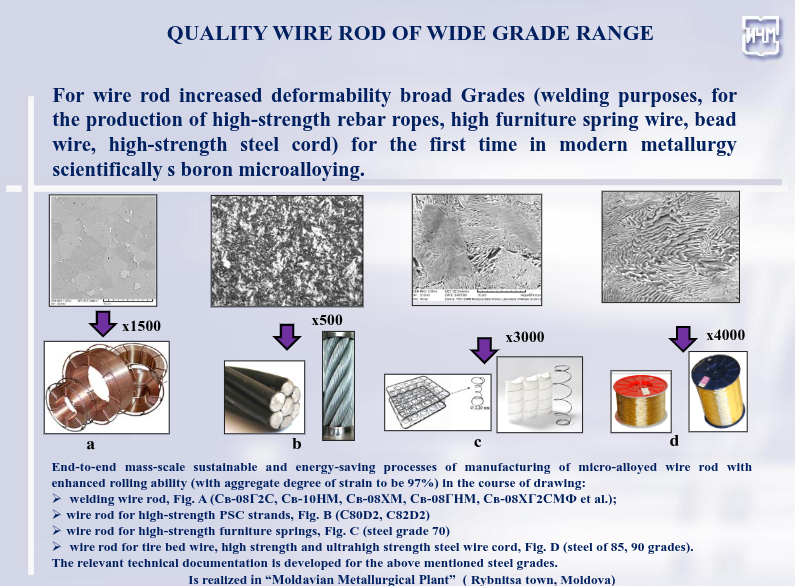 QUALITY WIRE ROD OF WIDE GRADE RANGE
ИЧМ
For wire rod increased deformability broad Grades (welding purposes, for
the production of high-strength rebar ropes, high furniture spring wire, bead
wire, high-strength steel cord) for the first time in modern metallurgy
scientifically s boron microalloying.
x1500
x500
x3000
x4000
a
b
c
d
End-to-end mass-scale sustainable and energy-saving processes of manufacturing of micro-alloyed wire rod with
enhanced rolling ability (with aggregate degree of strain to be 97%) in the course of drawing:
➢ welding wire rod, Fig. A (Св-08Г2С, Св-10НМ, Св-08ХМ, Св-08ГНМ, Св-08ХГ2СМФ et al.);
➢ wire rod for high-strength PSC strands, Fig. B (C80D2, C82D2)
➢ wire rod for high-strength furniture springs, Fig. C (steel grade 70)
➢ wire rod for tire bed wire, high strength and ultrahigh strength steel wire cord, Fig. D (steel of 85, 90 grades).
The relevant technical documentation is developed for the above mentioned steel grades.
Is realized in “Moldavian Metallurgical Plant” ( Rybnitsa town, Moldova)